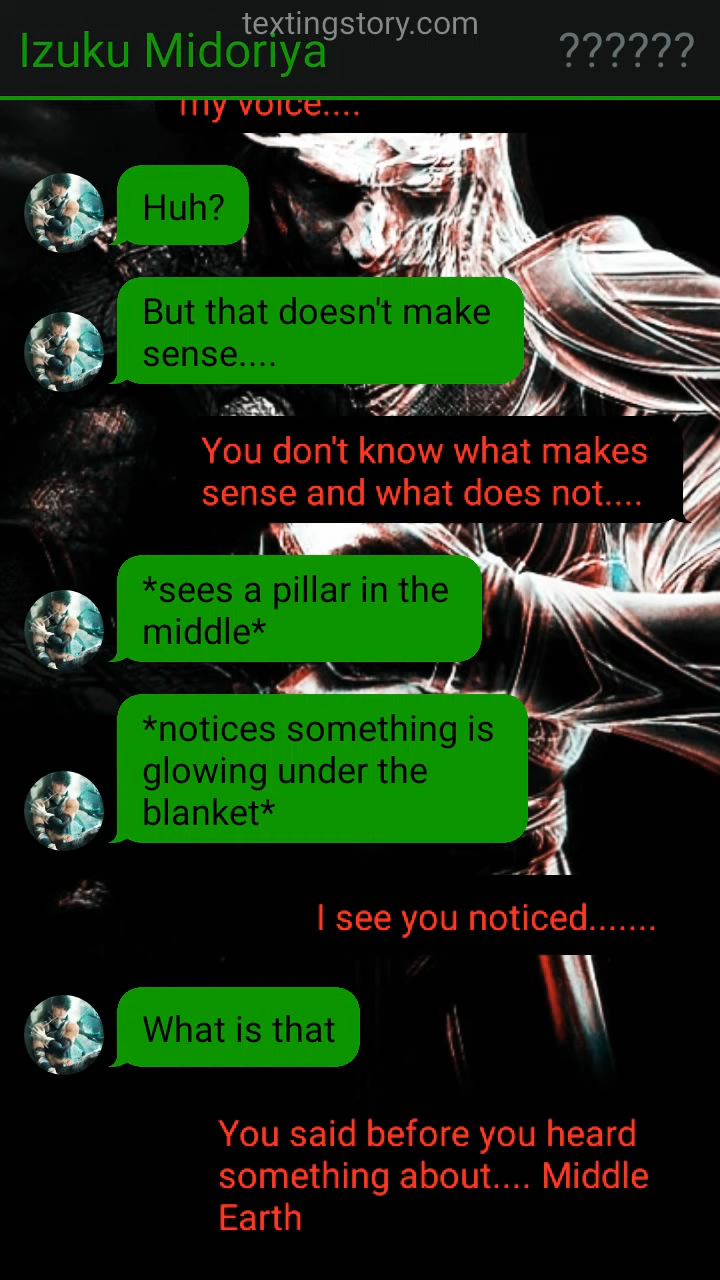 textingstory.com
Izuku Midoriya
??????
my voice....
Huh?
But that doesn't make
sense....
You don't know what makes
sense and what does not....
*sees a pillar in the
middle*
*notices something is
glowing under the
blanket*
I see you noticed.......
What is that
You said before you heard
something about.... Middle
Earth